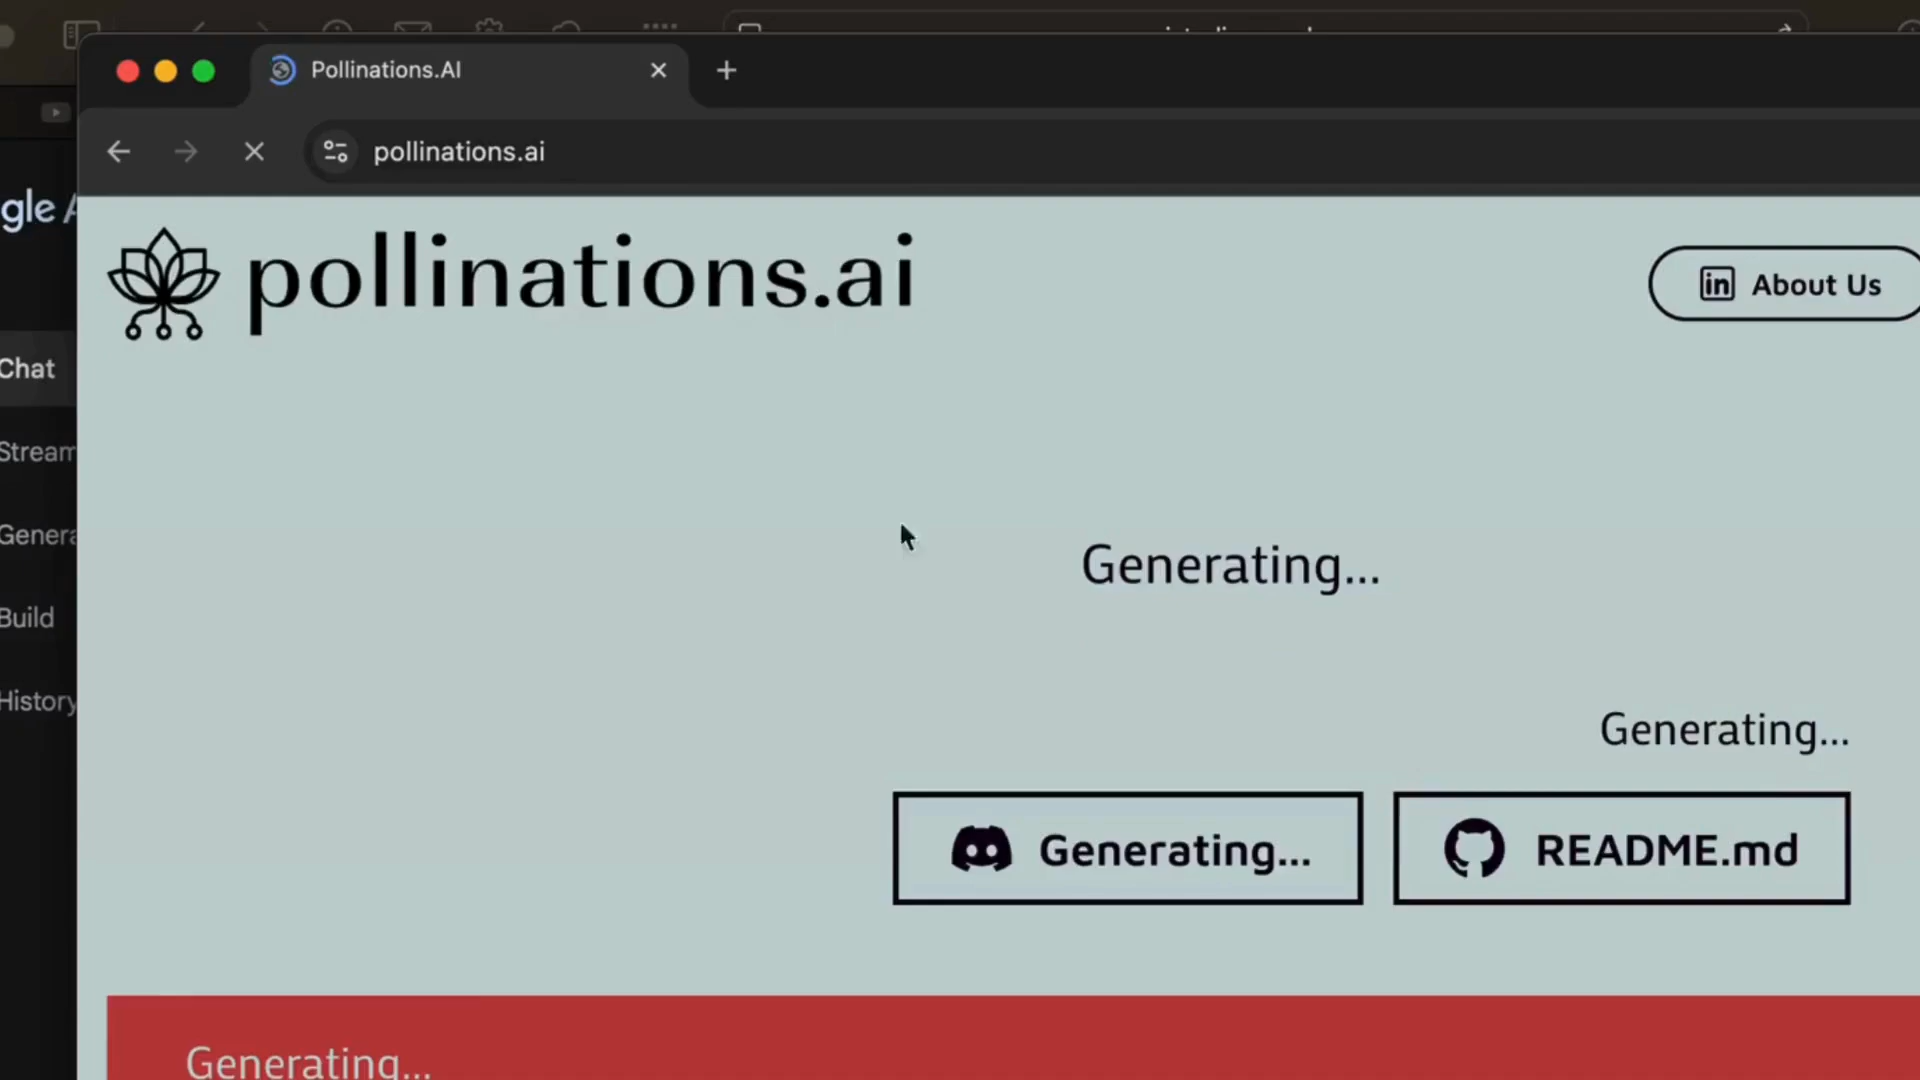 Pollinations.AI
pollinations.ai
gle A
pollinations.ai
in About Us
Chat
Stream
Genera
Build
History
Generating...
Generating...
Generating...
README.md
Generating...